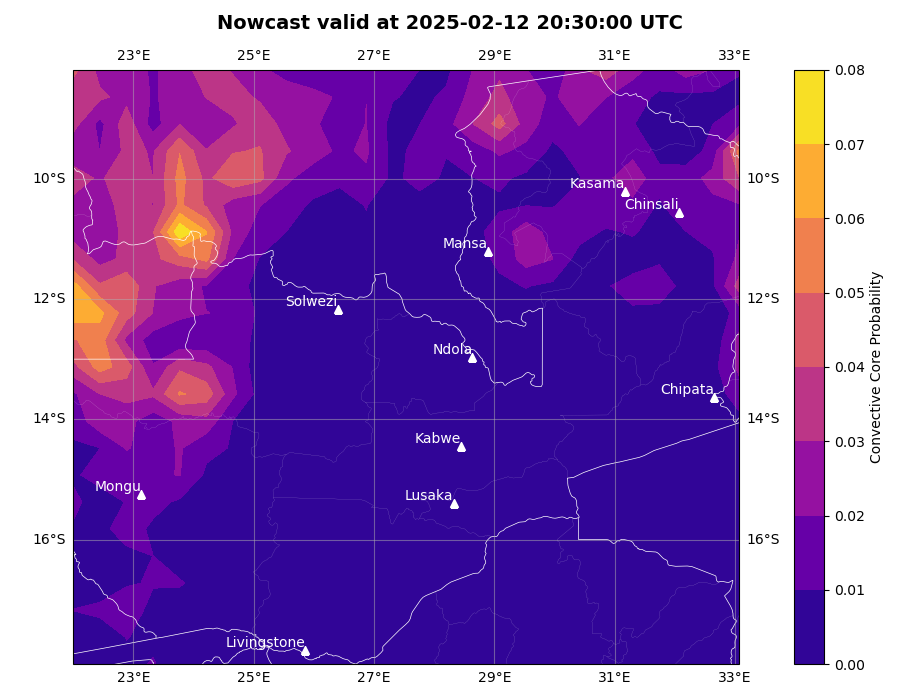 Nowcast valid at 2025-02-12 20:30:00 UTC
23°E 25°E 27°E 29°E 31°E 33°E
0.08
0.07
10°S Kasama 10°S
Chinsali
0.06
Mansa
0.05
12°S Solwezi 12°S
Ndola
0.04
Chipata
14°S 14°S
0.03
Kabwe
Mongu
Lusaka
0.02
16°S 16°S
0.01
Livingstone
0.00
23°E 25°E 27°E 29°E 31°E 33°E
Convective Core Probability